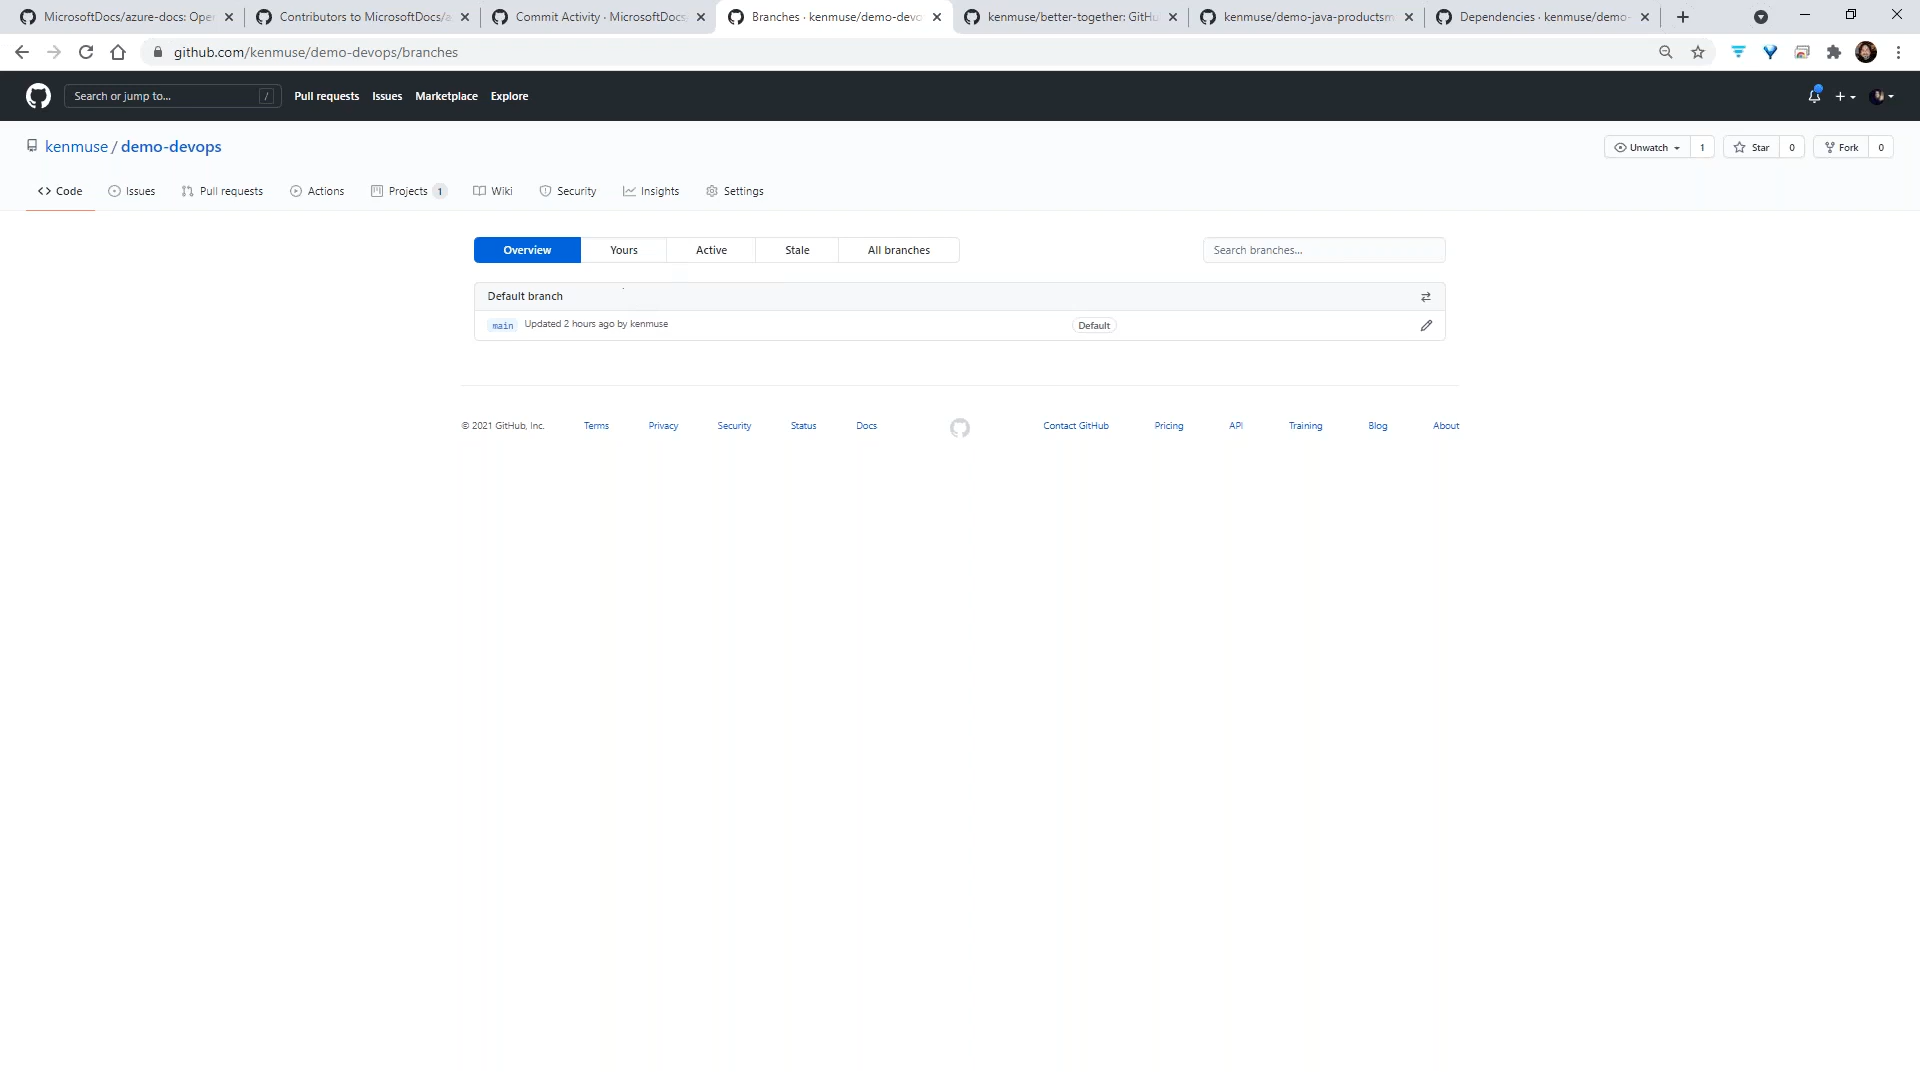 MicrosoftDocs/azure-docs: Oper
Contributors to MicrosoftDocs/a
Commit Activity · MicrosoftDocs
Branches · kenmuse/demo-devo
kenmuse/better-together: GitHu
kenmuse/demo-java-productsm
Dependencies · kenmuse/demo-
github.com/kenmuse/demo-devops/branches
Search or jump to... /
Pull requests Issues Marketplace Explore
kenmuse / demo-devops
Unwatch 1 Star 0 Fork 0
Code Issues Pull requests Actions Projects 1 Wiki Security Insights Settings
Overview Yours Active Stale All branches Search branches...
Default branch
main Updated 2 hours ago by kenmuse Default
© 2021 GitHub, Inc. Terms Privacy Security Status Docs Contact GitHub Pricing API Training Blog About